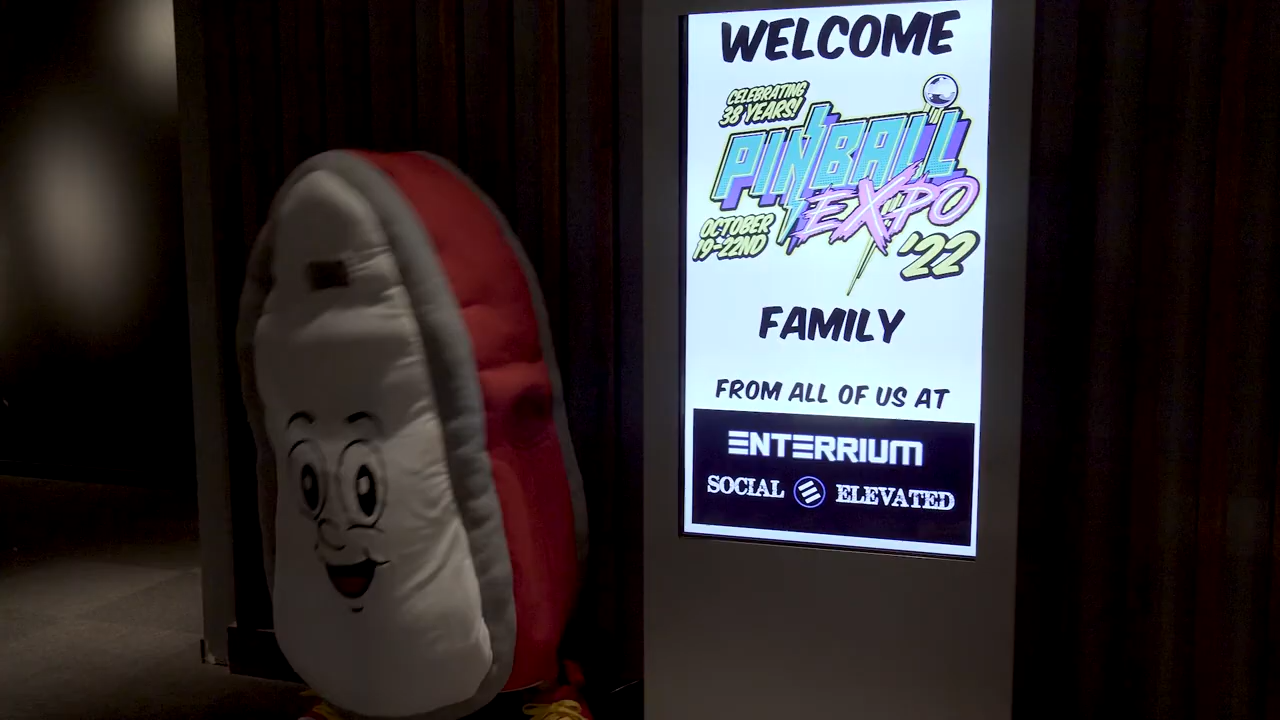 WELCOME
CELEBRATING
38 YEARS!
PINBALL
EXPO
OCTOBER
19-22ND
'22
FAMILY
FROM ALL OF US AT
ENTERRIUM
SOCIAL ELEVATED